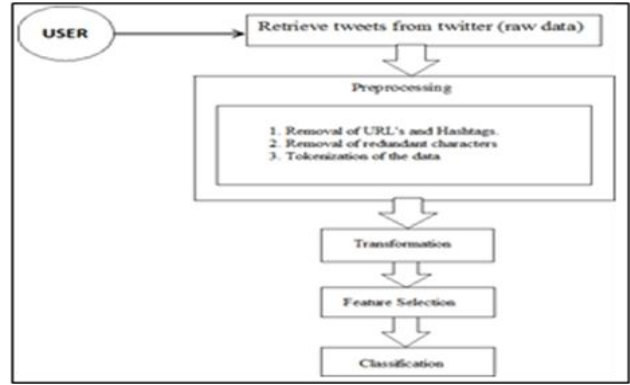 USER
Retrieve tweets from twitter (raw data)
Preprocessing
1. Removal of URL's and Hashtags.
2. Removal of redundant characters
3. Tokenization of the data
Transformation
Feature Selection
Classification